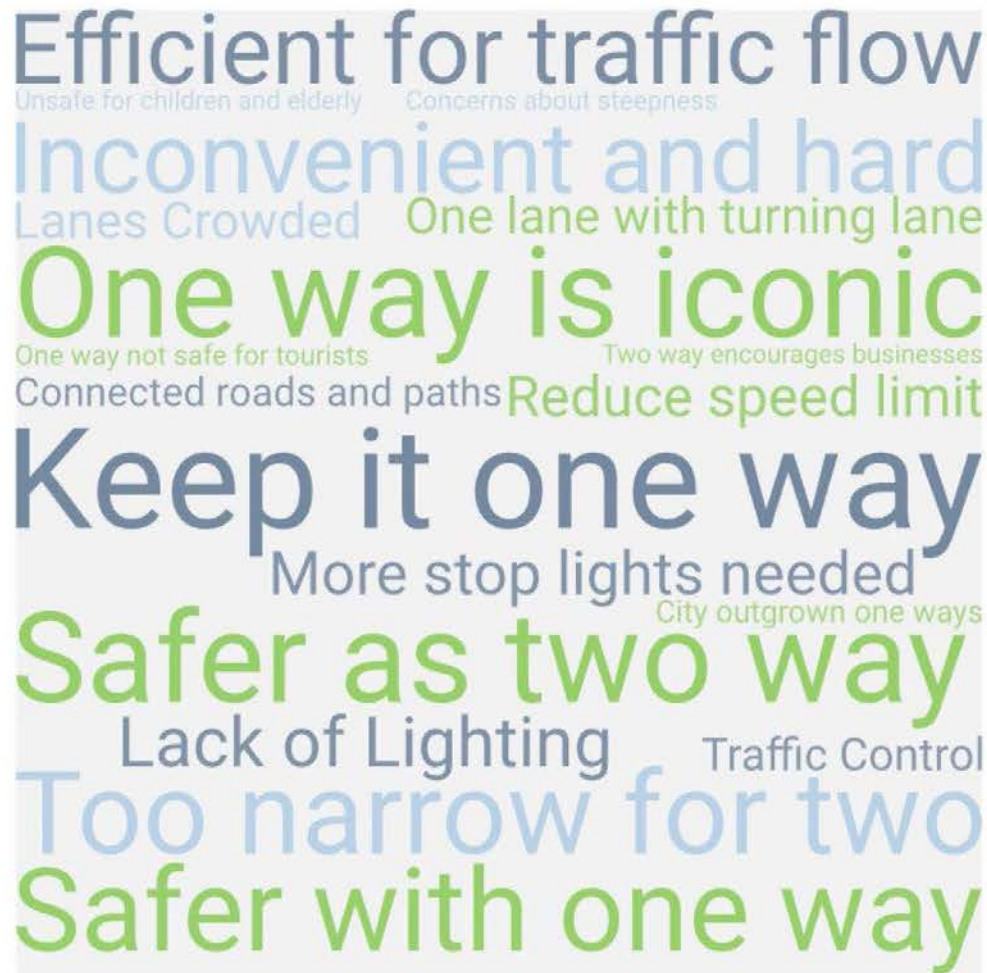 Efficient for traffic flow
Unsafe for children and elderly Concerns about steepness
Inconvenient and hard
Lanes Crowded One lane with turning lane
One way is iconic
One way not safe for tourists Two way encourages businesses
Connected roads and paths Reduce speed limit
Keep it one way
More stop lights needed
City outgrown one ways
Safer as two way
Lack of Lighting Traffic Control
Too narrow for two
Safer with one way